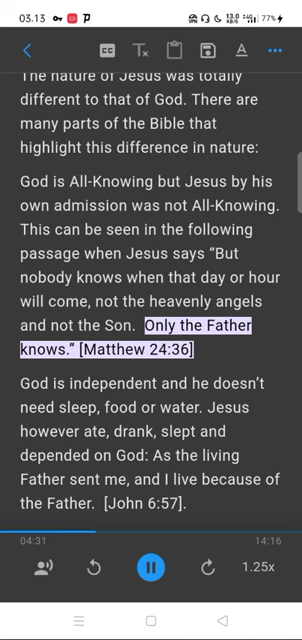 03.13
13.0
KB/S
77%
CC
The nature of Jesus was totally
different to that of God. There are
many parts of the Bible that
highlight this difference in nature:
God is All-Knowing but Jesus by his
own admission was not All-Knowing.
This can be seen in the following
passage when Jesus says “But
nobody knows when that day or hour
will come, not the heavenly angels
and not the Son. Only the Father
knows.” [Matthew 24:36]
God is independent and he doesn’t
need sleep, food or water. Jesus
however ate, drank, slept and
depended on God: As the living
Father sent me, and I live because of
the Father. [John 6:57].
04:31
14:16
1.25x